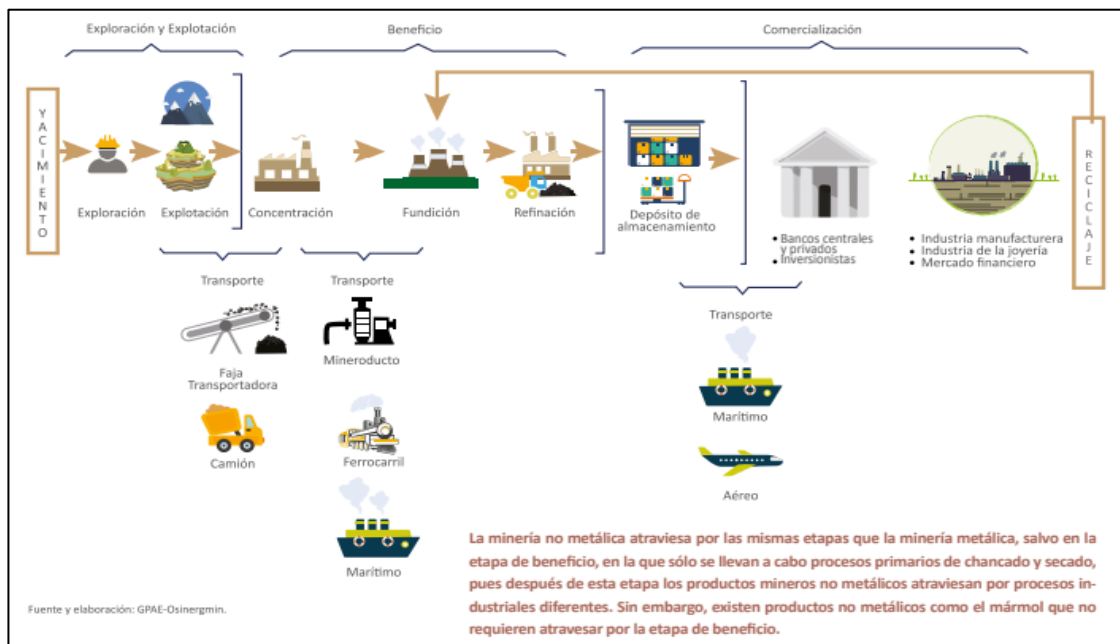 Exploración y Explotación
Beneficio
Comercialización
YACIMIENTO
Exploración
Explotación
Concentración
Fundición
Refinación
Depósito de
almacenamiento
• Bancos centrales
y privados
• Inversionistas
• Industria manufacturera
• Industria de la joyería
• Mercado financiero
RECICLAJE
Transporte
Faja
Transportadora
Camión
Transporte
Mineroducto
Ferrocarril
Marítimo
Transporte
Marítimo
Aéreo
La minería no metálica atraviesa por las mismas etapas que la minería metálica, salvo en la
etapa de beneficio, en la que sólo se llevan a cabo procesos primarios de chancado y secado,
pues después de esta etapa los productos mineros no metálicos atraviesan por procesos in-
dustriales diferentes. Sin embargo, existen productos no metálicos como el mármol que no
requieren atravesar por la etapa de beneficio.
Fuente y elaboración: GPAE-Osinergmin.